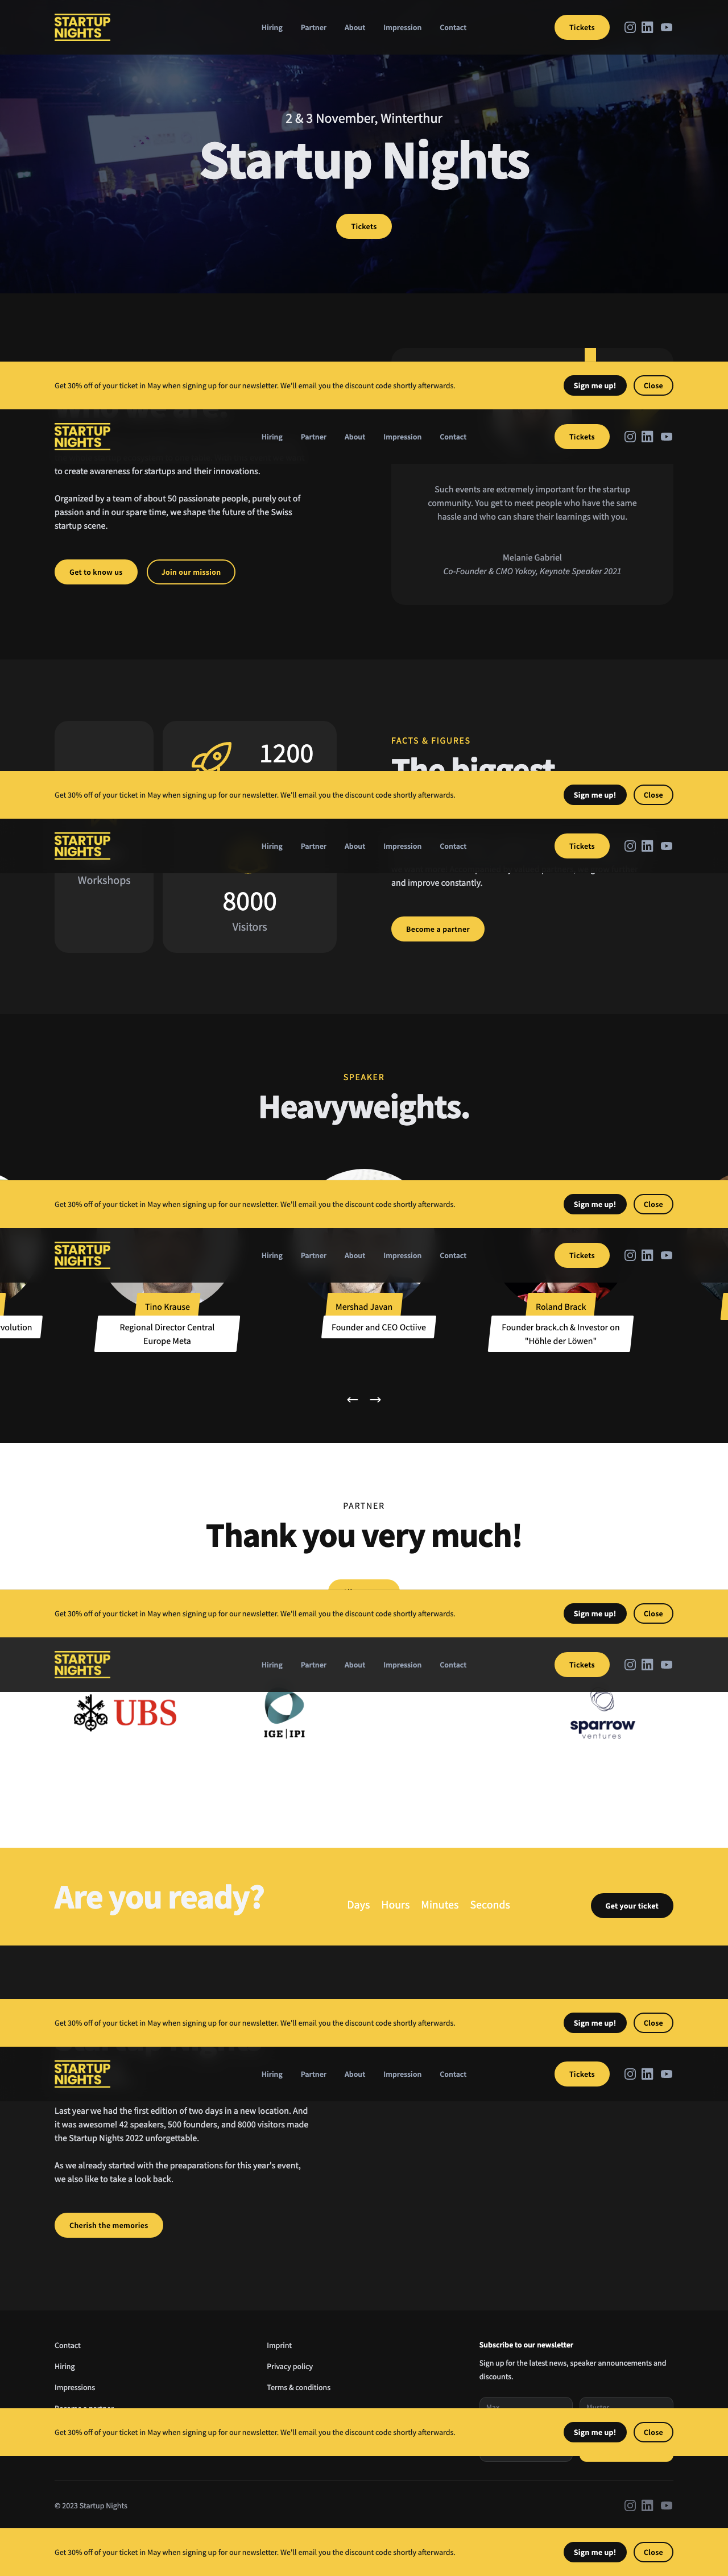 STARTUP
NIGHTS
Hiring Partner About Impression Contact Tickets
2 & 3 November, Winterthur
Startup Nights
Tickets
Get 30% off of your ticket in May when signing up for our newsletter. We'll email you the discount code shortly afterwards. Sign me up! Close
STARTUP
NIGHTS
Hiring Partner About Impression Contact Tickets
to create awareness for startups and their innovations.
Organized by a team of about 50 passionate people, purely out of
passion and in our spare time, we shape the future of the Swiss
startup scene.
Get to know us Join our mission
Such events are extremely important for the startup
community. You get to meet people who have the same
hassle and who can share their learnings with you.
Melanie Gabriel
Co-Founder & CMO Yokoy, Keynote Speaker 2021
1200
FACTS & FIGURES
The biggest
Get 30% off of your ticket in May when signing up for our newsletter. We'll email you the discount code shortly afterwards. Sign me up! Close
STARTUP
NIGHTS
Hiring Partner About Impression Contact Tickets
Workshops
8000
Visitors
and improve constantly.
Become a partner
SPEAKER
Heavyweights.
Get 30% off of your ticket in May when signing up for our newsletter. We'll email you the discount code shortly afterwards. Sign me up! Close
STARTUP
NIGHTS
Hiring Partner About Impression Contact Tickets
volution
Tino Krause
Regional Director Central
Europe Meta
Mershad Javan
Founder and CEO Octiive
Roland Brack
Founder brack.ch & Investor on
"Höhle der Löwen"
PARTNER
Thank you very much!
Get 30% off of your ticket in May when signing up for our newsletter. We'll email you the discount code shortly afterwards. Sign me up! Close
STARTUP
NIGHTS
Hiring Partner About Impression Contact Tickets
UBS
IGE | IPI
sparrow
ventures
Are you ready?
Days Hours Minutes Seconds
Get your ticket
Get 30% off of your ticket in May when signing up for our newsletter. We'll email you the discount code shortly afterwards. Sign me up! Close
STARTUP
NIGHTS
Hiring Partner About Impression Contact Tickets
Last year we had the first edition of two days in a new location. And
it was awesome! 42 speakers, 500 founders, and 8000 visitors made
the Startup Nights 2022 unforgettable.
As we already started with the preaparations for this year's event,
we also like to take a look back.
Cherish the memories
Contact
Hiring
Impressions
Imprint
Privacy policy
Terms & conditions
Subscribe to our newsletter
Sign up for the latest news, speaker announcements and
discounts.
Get 30% off of your ticket in May when signing up for our newsletter. We'll email you the discount code shortly afterwards. Sign me up! Close
© 2023 Startup Nights
Get 30% off of your ticket in May when signing up for our newsletter. We'll email you the discount code shortly afterwards. Sign me up! Close